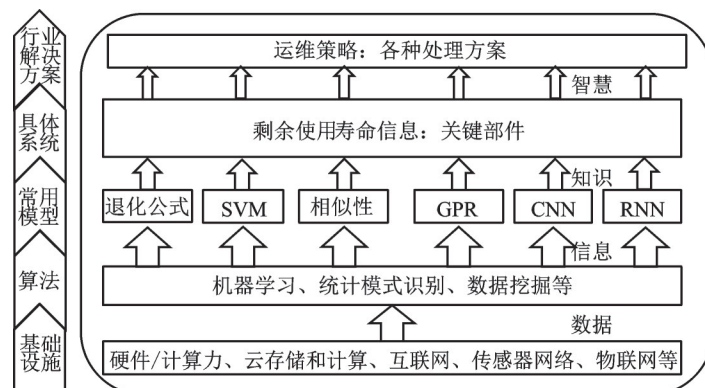 行业
解决
方案
运维策略：各种处理方案
智慧
具体
系统
剩余使用寿命信息：关键部件
知识
常用
模型
退化公式
SVM
相似性
GPR
CNN
RNN
信息
算法
机器学习、统计模式识别、数据挖掘等
数据
基础
设施
硬件/计算力、云存储和计算、互联网、传感器网络、物联网等